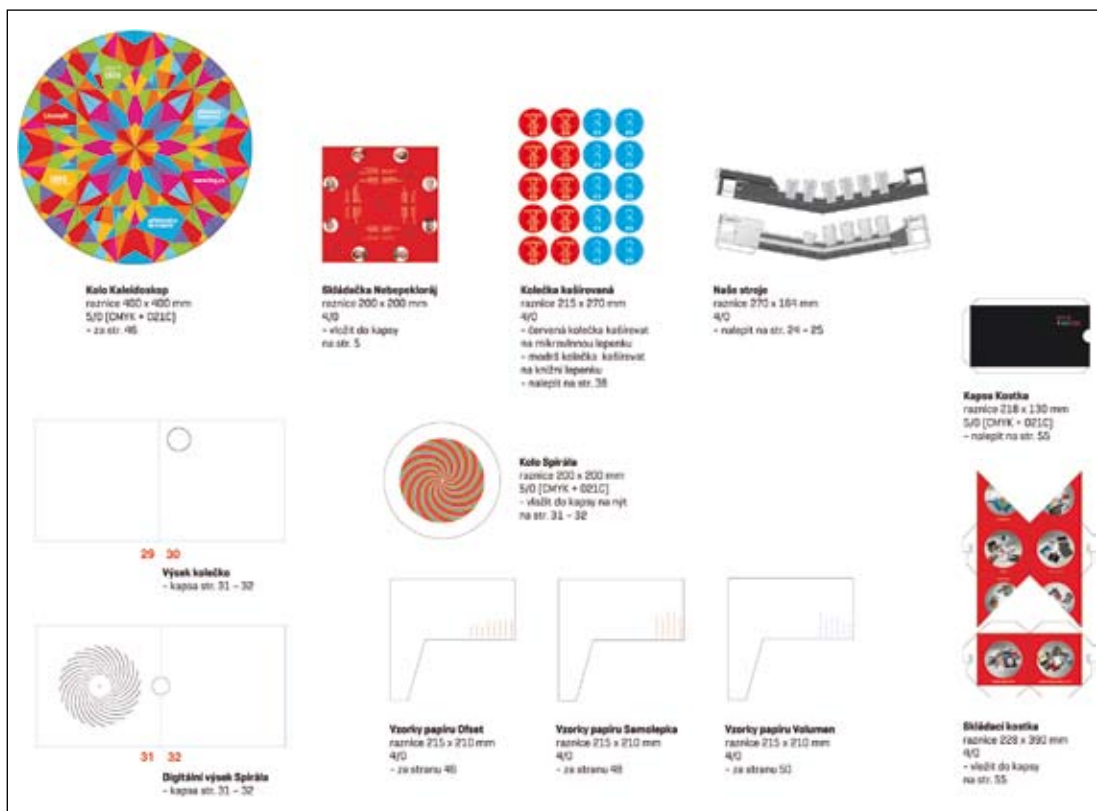 Kolo Kaleidoskop
raznice 400 x 400 mm
5/0 (CMYK + 021C)
- za str. 46
Skládačka Nebepekloráj
raznice 200 x 200 mm
4/0
- vložit do kapsy
na str. 5
Kolečka kašírovaná
raznice 215 x 270 mm
4/0
- červená kolečka kašírovat
na mikrovlnnou lepenku
- modrá kolečka kašírovat
na knižní lepenku
- nalepit na str. 38
Naše stroje
raznice 270 x 164 mm
4/0
- nalepit na str. 24 - 25
Kapsa Kostka
raznice 218 x 130 mm
5/0 (CMYK + 021C)
- nalepit na str. 55
29 30
Výsek kolečko
- kapsa str. 31 - 32
Kolo Spirála
raznice 200 x 200 mm
5/0 (CMYK + 021C)
- vložit do kapsy na nýt
na str. 31 - 32
31 32
Digitální výsek Spirála
- kapsa str. 31 - 32
Vzorky papíru Ofset
raznice 215 x 210 mm
4/0
- za stranu 46
Vzorky papíru Samolepka
raznice 215 x 210 mm
4/0
- za stranu 48
Vzorky papíru Volumen
raznice 215 x 210 mm
4/0
- za stranu 50
Skládací kostka
raznice 228 x 390 mm
4/0
- vložit do kapsy
na str. 55